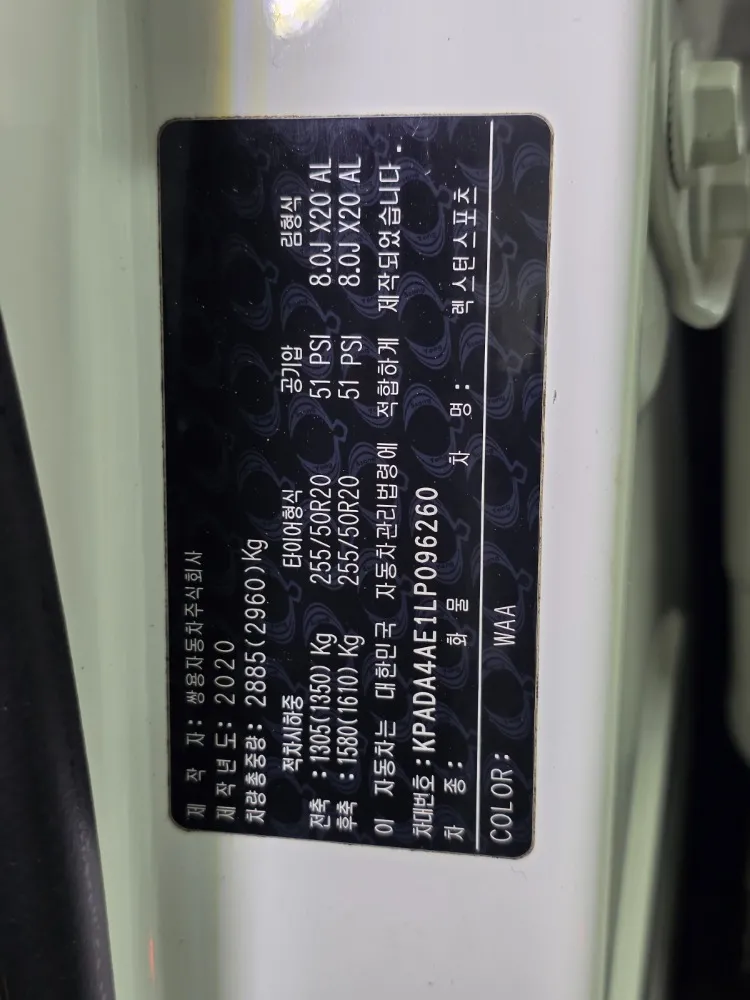 제 작 자: 쌍용자동차주식회사
제작년도: 2020
차량총중량: 2885(2960)Kg
적차시하중 타이어형식 공기압 림형식
전축 : 1305(1350) Kg 255/50R20 51 PSI 8.0J X20 AL
후축 : 1580(1610) Kg 255/50R20 51 PSI 8.0J X20 AL
이 자동차는 대한민국 자동차관리법령에 적합하게 제작되었습니다.
차대번호 : KPADA4AE1LP096260
차 종: 화 물 차 명: 렉스턴스포츠
COLOR: WAA